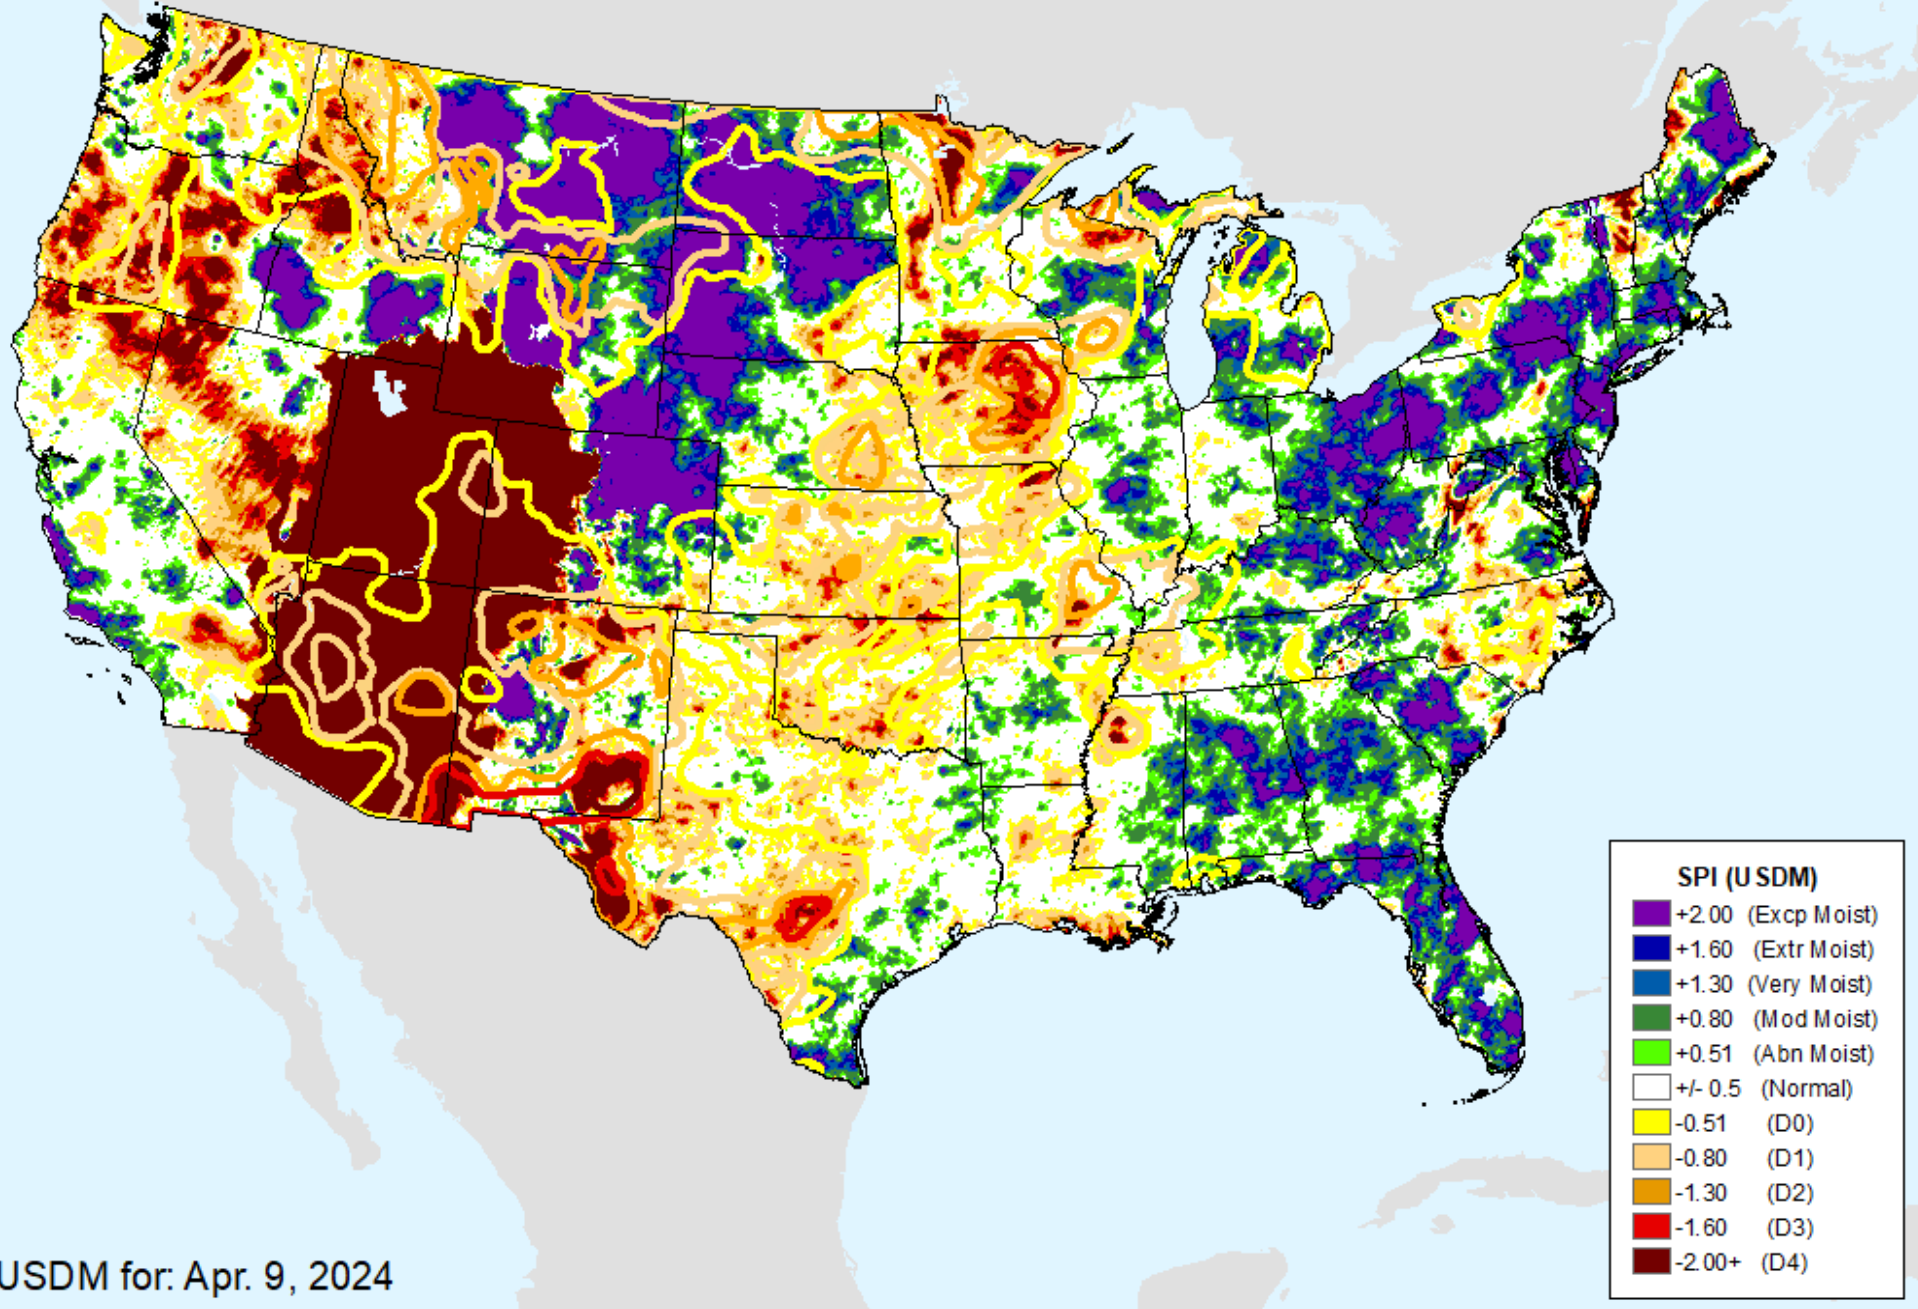 SPI (USDM)
+2.00 (Excp Moist)
+1.60 (Extr Moist)
+1.30 (Very Moist)
+0.80 (Mod Moist)
+0.51 (Abn Moist)
+/- 0.5 (Normal)
-0.51 (D0)
-0.80 (D1)
-1.30 (D2)
-1.60 (D3)
-2.00+ (D4)
USDM for: Apr. 9, 2024